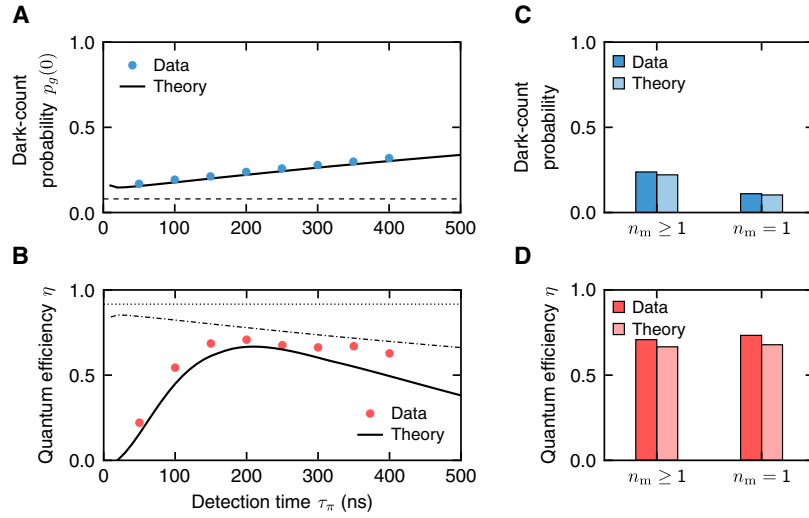 A
Dark-count
probability p_g(0)
1.0
0.5
0.0
Data
Theory
0 100 200 300 400 500
B
Quantum efficiency η
1.0
0.5
0.0
Data
Theory
0 100 200 300 400 500
Detection time τ_π (ns)
C
Dark-count
probability
1.0
0.5
0.0
Data
Theory
n_m ≥ 1 n_m = 1
D
Quantum efficiency η
1.0
0.5
0.0
Data
Theory
n_m ≥ 1 n_m = 1